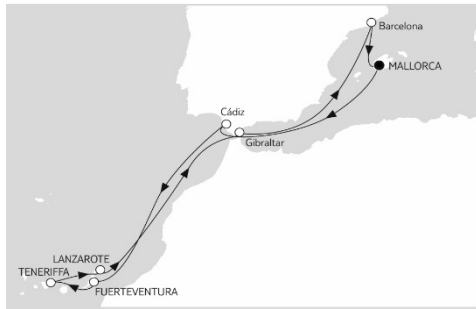 Barcelona
MALLORCA
Cádiz
Gibraltar
LANZAROTE
TENERIFFA
FUERTEVENTURA